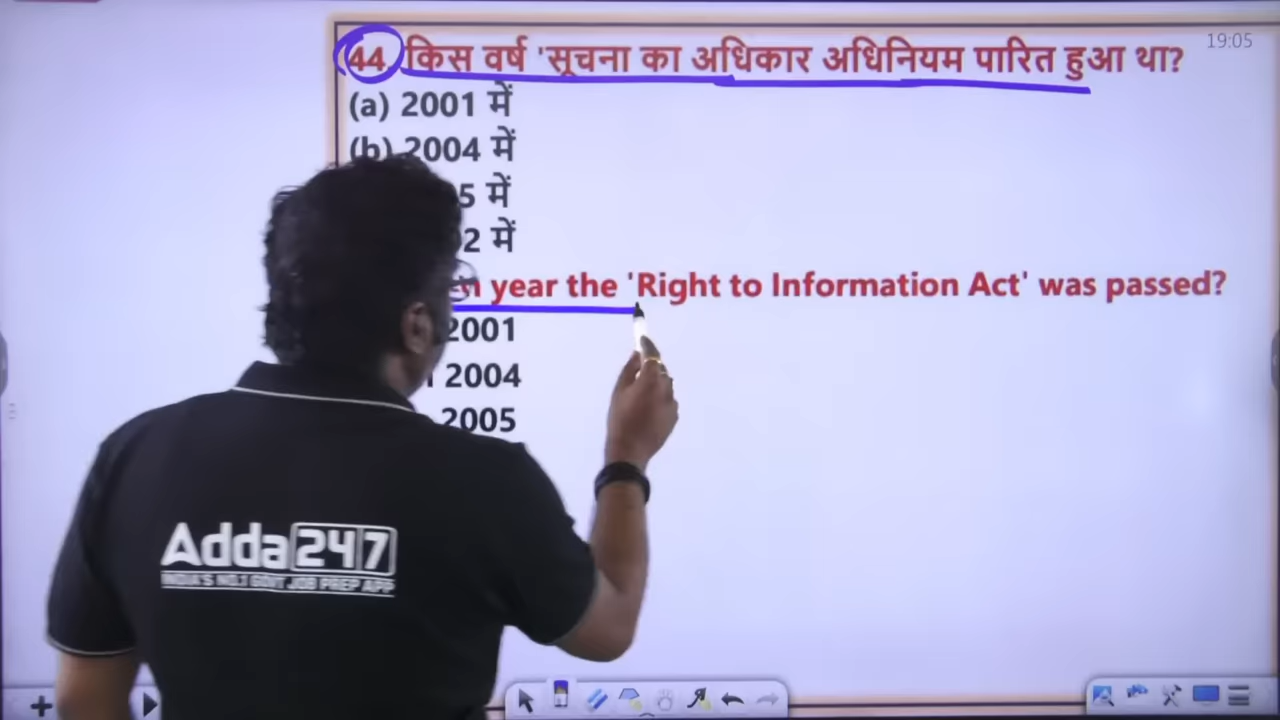 44. किस वर्ष 'सूचना का अधिकार अधिनियम पारित हुआ था?
19:05
(a) 2001 में
(b) 2004 में
5 में
2 में
year the 'Right to Information Act' was passed?
2001
2004
2005
Adda247
INDIA'S NO.1 GOVT JOB PREP APP